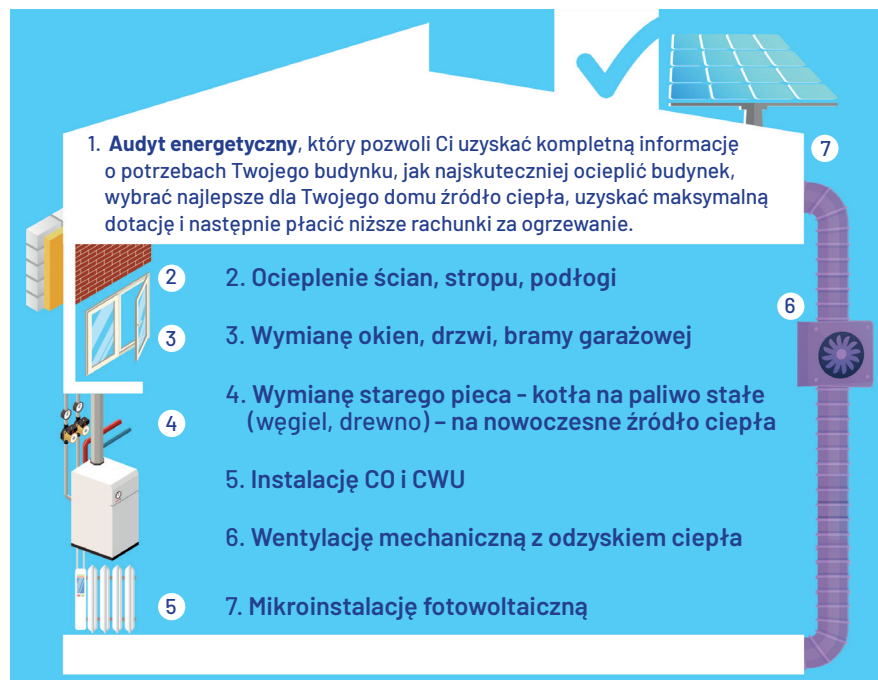 1. Audyt energetyczny, który pozwoli Ci uzyskać kompletną informację
o potrzebach Twojego budynku, jak najskuteczniej ocieplić budynek,
wybrać najlepsze dla Twojego domu źródło ciepła, uzyskać maksymalną
dotację i następnie płacić niższe rachunki za ogrzewanie.
7
2
2. Ocieplenie ścian, stropu, podłogi
6
3
3. Wymianę okien, drzwi, bramy garażowej
4
4. Wymianę starego pieca - kotła na paliwo stałe
(węgiel, drewno) – na nowoczesne źródło ciepła
5. Instalację CO i CWU
6. Wentylację mechaniczną z odzyskiem ciepła
5
7. Mikroinstalację fotowoltaiczną